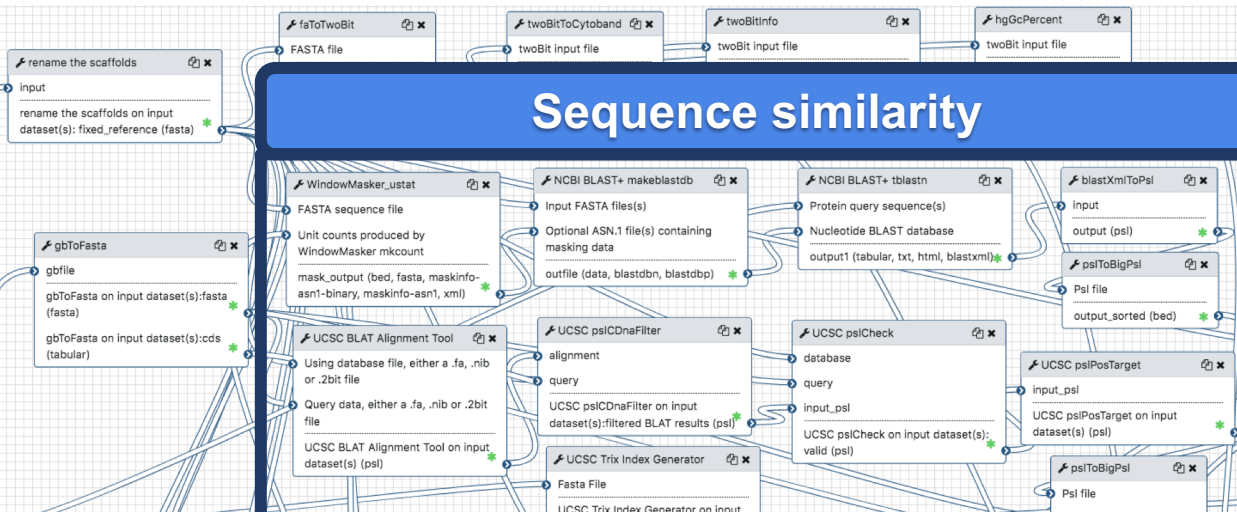 faToTwoBit
FASTA file
twoBitToCytoband
twoBit input file
twoBitInfo
twoBit input file
hgGcPercent
twoBit input file
rename the scaffolds
input
rename the scaffolds on input
dataset(s): fixed_reference (fasta)
Sequence similarity
WindowMasker_ustat
FASTA sequence file
Unit counts produced by
WindowMasker mkcount
mask_output (bed, fasta, maskinfo-
asn1-binary, maskinfo-asn1, xml)
NCBI BLAST+ makeblastdb
Input FASTA files(s)
Optional ASN.1 file(s) containing
masking data
outfile (data, blastdbn, blastdbp)
NCBI BLAST+ tblastn
Protein query sequence(s)
Nucleotide BLAST database
output1 (tabular, txt, html, blastxml)
blastXmlToPsl
input
output (psl)
gbToFasta
gbfile
gbToFasta on input dataset(s):fasta
(fasta)
gbToFasta on input dataset(s):cds
(tabular)
pslToBigPsl
Psl file
output_sorted (bed)
UCSC BLAT Alignment Tool
Using database file, either a .fa, .nib
or .2bit file
Query data, either a .fa, .nib or .2bit
file
UCSC BLAT Alignment Tool on input
dataset(s) (psl)
UCSC pslCDnaFilter
alignment
query
UCSC pslCDnaFilter on input
dataset(s):filtered BLAT results (psl)
UCSC pslCheck
database
query
input_psl
UCSC pslCheck on input dataset(s):
valid (psl)
UCSC pslPosTarget
input_psl
UCSC pslPosTarget on input
dataset(s) (psl)
UCSC Trix Index Generator
Fasta File
UCSC Trix Index Generator on input
pslToBigPsl
Psl file